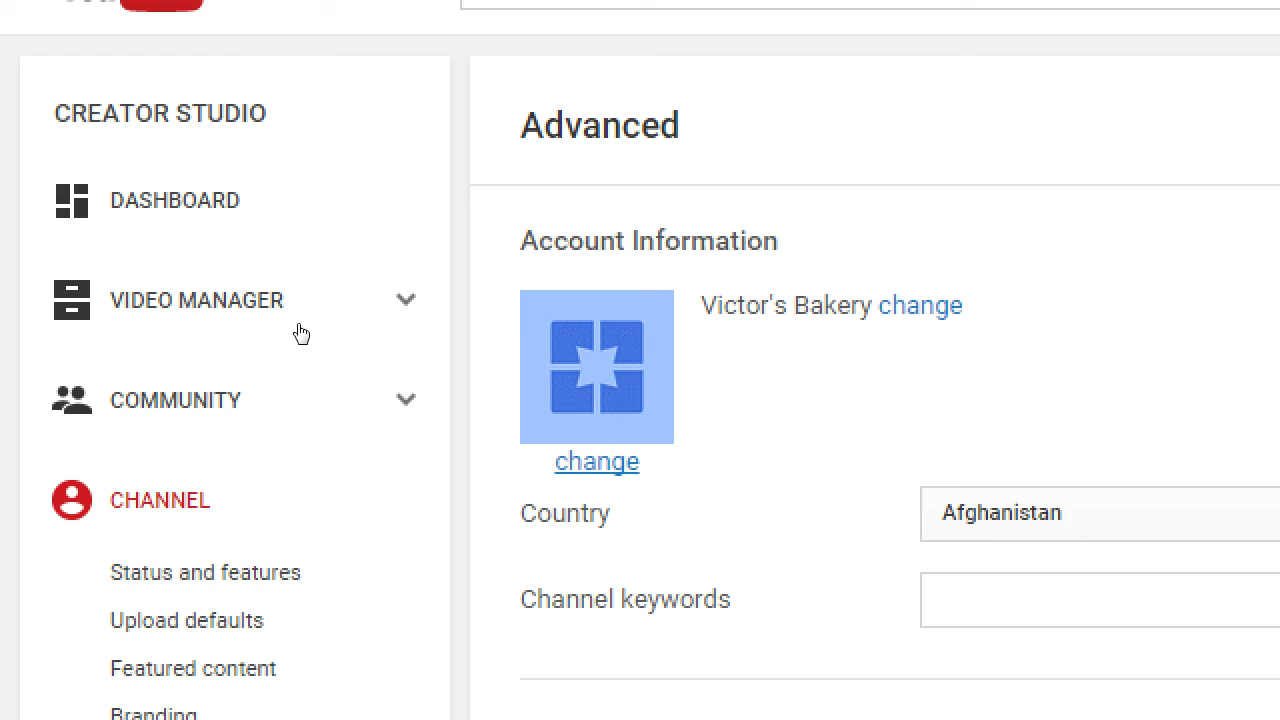 CREATOR STUDIO
DASHBOARD
VIDEO MANAGER
COMMUNITY
CHANNEL
Status and features
Upload defaults
Featured content
Branding
Advanced
Account Information
Victor's Bakery change
change
Country
Afghanistan
Channel keywords